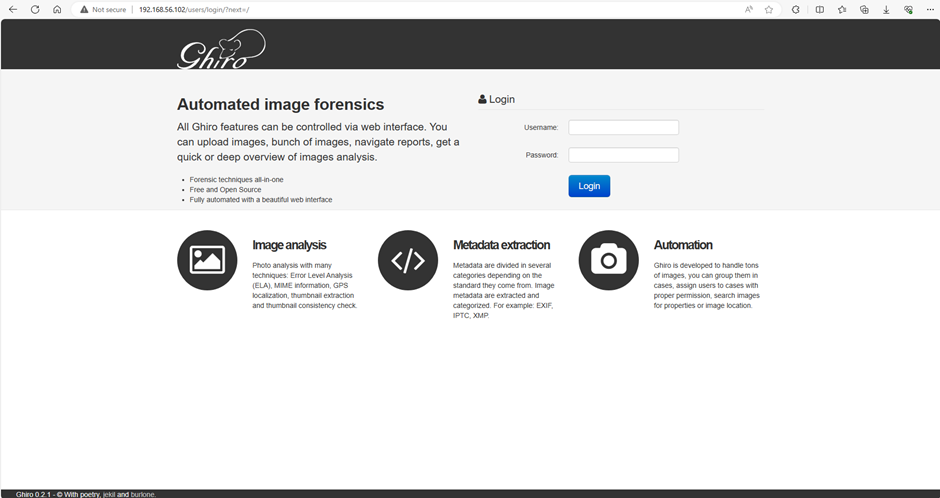 Not secure
192.168.56.102/users/login/?next=/
Ghiro
Automated image forensics
All Ghiro features can be controlled via web interface. You
can upload images, bunch of images, navigate reports, get a
quick or deep overview of images analysis.
Forensic techniques all-in-one
Free and Open Source
Fully automated with a beautiful web interface
Login
Username:
Password:
Login
Image analysis
Photo analysis with many
techniques: Error Level Analysis
(ELA), MIME information, GPS
localization, thumbnail extraction
and thumbnail consistency check.
Metadata extraction
Metadata are divided in several
categories depending on the
standard they come from. Image
metadata are extracted and
categorized. For example: EXIF,
IPTC, XMP.
Automation
Ghiro is developed to handle tons
of images, you can group them in
cases, assign users to cases with
proper permission, search images
for properties or image location.
Ghiro 0.2.1 - © With poetry, jekil and burlone.